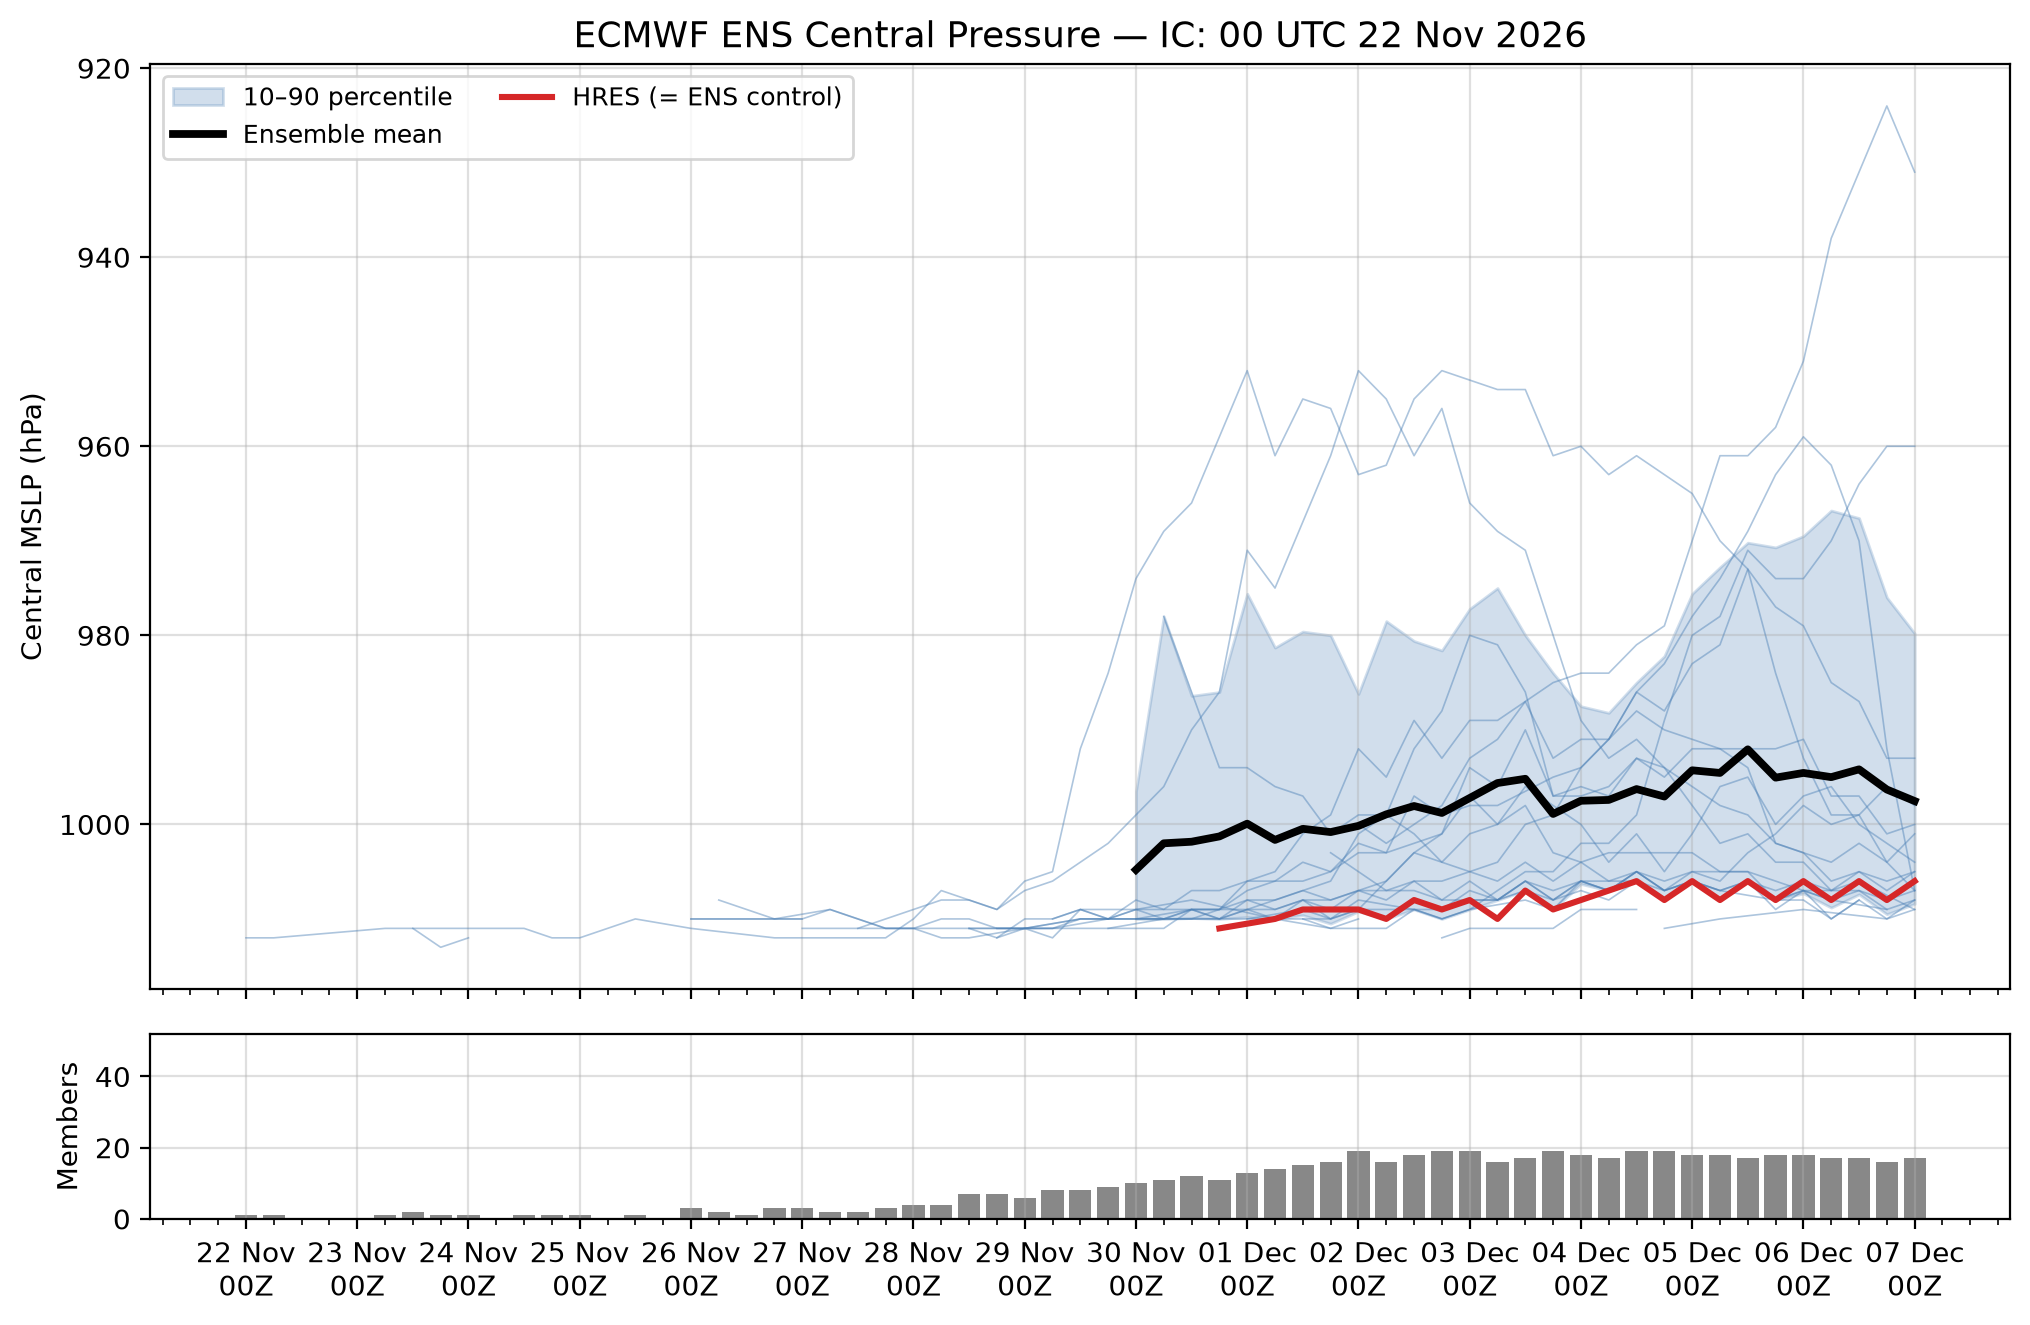 ECMWF ENS Central Pressure — IC: 00 UTC 22 Nov 2026
10–90 percentile
Ensemble mean
HRES (= ENS control)
Central MSLP (hPa)
920
940
960
980
1000
Members
40
20
0
22 Nov 23 Nov 24 Nov 25 Nov 26 Nov 27 Nov 28 Nov 29 Nov 30 Nov 01 Dec 02 Dec 03 Dec 04 Dec 05 Dec 06 Dec 07 Dec
00Z 00Z 00Z 00Z 00Z 00Z 00Z 00Z 00Z 00Z 00Z 00Z 00Z 00Z 00Z 00Z